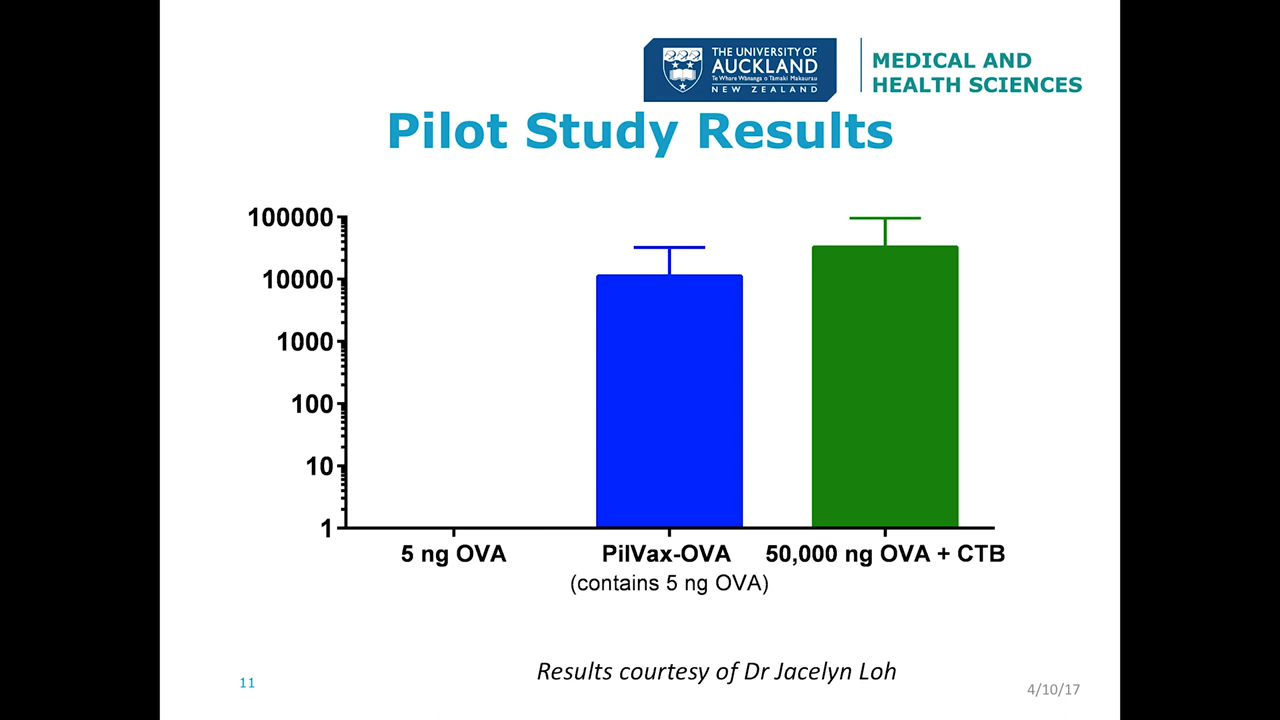 THE UNIVERSITY OF
AUCKLAND
Te Whare Wānanga o Tāmaki Makaurau
NEW ZEALAND
MEDICAL AND
HEALTH SCIENCES
Pilot Study Results
100000
10000
1000
100
10
1
5 ng OVA
PilVax-OVA
50,000 ng OVA + CTB
(contains 5 ng OVA)
Results courtesy of Dr Jacelyn Loh
11
4/10/17